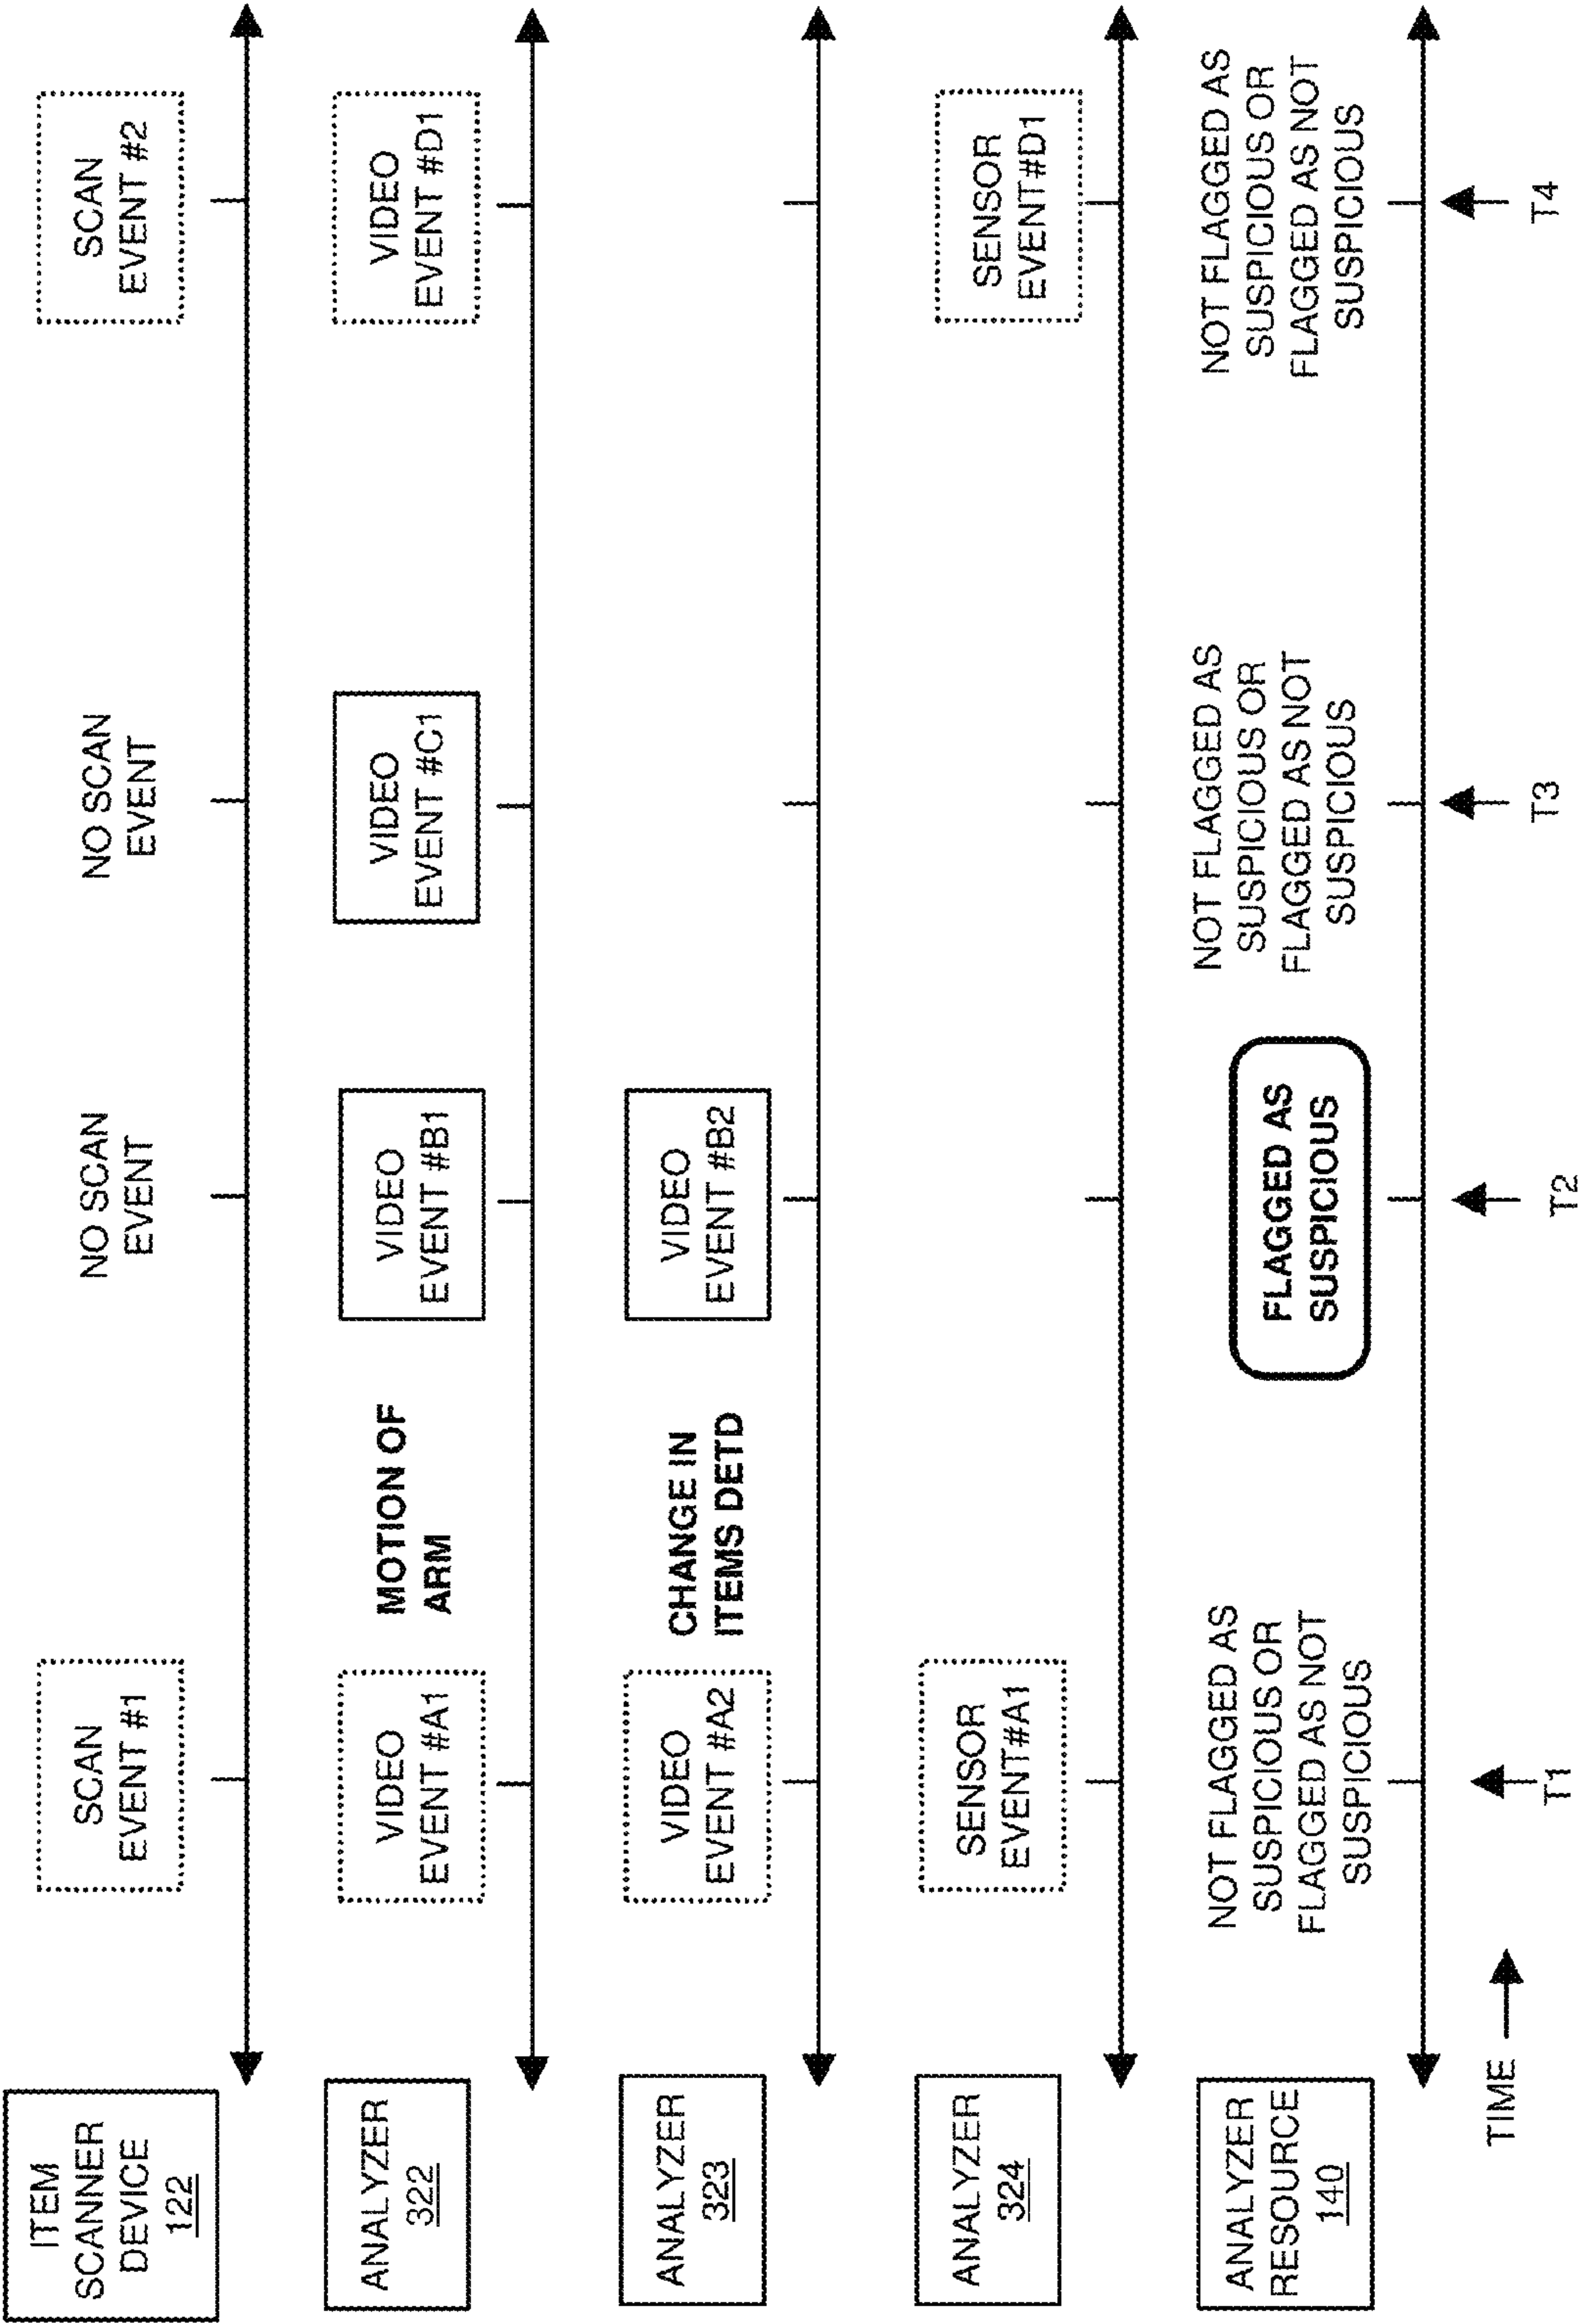 ITEM
SCANNER
DEVICE
122
SCAN
EVENT #1
NO SCAN
EVENT
NO SCAN
EVENT
SCAN
EVENT #2
ANALYZER
322
VIDEO
EVENT #A1
MOTION OF
ARM
VIDEO
EVENT #B1
VIDEO
EVENT #C1
VIDEO
EVENT #D1
ANALYZER
323
VIDEO
EVENT #A2
CHANGE IN
ITEMS DETD
VIDEO
EVENT #B2
ANALYZER
324
SENSOR
EVENT#A1
SENSOR
EVENT#D1
ANALYZER
RESOURCE
140
NOT FLAGGED AS
SUSPICIOUS OR
FLAGGED AS NOT
SUSPICIOUS
FLAGGED AS
SUSPICIOUS
NOT FLAGGED AS
SUSPICIOUS OR
FLAGGED AS NOT
SUSPICIOUS
NOT FLAGGED AS
SUSPICIOUS OR
FLAGGED AS NOT
SUSPICIOUS
TIME
T1
T2
T3
T4